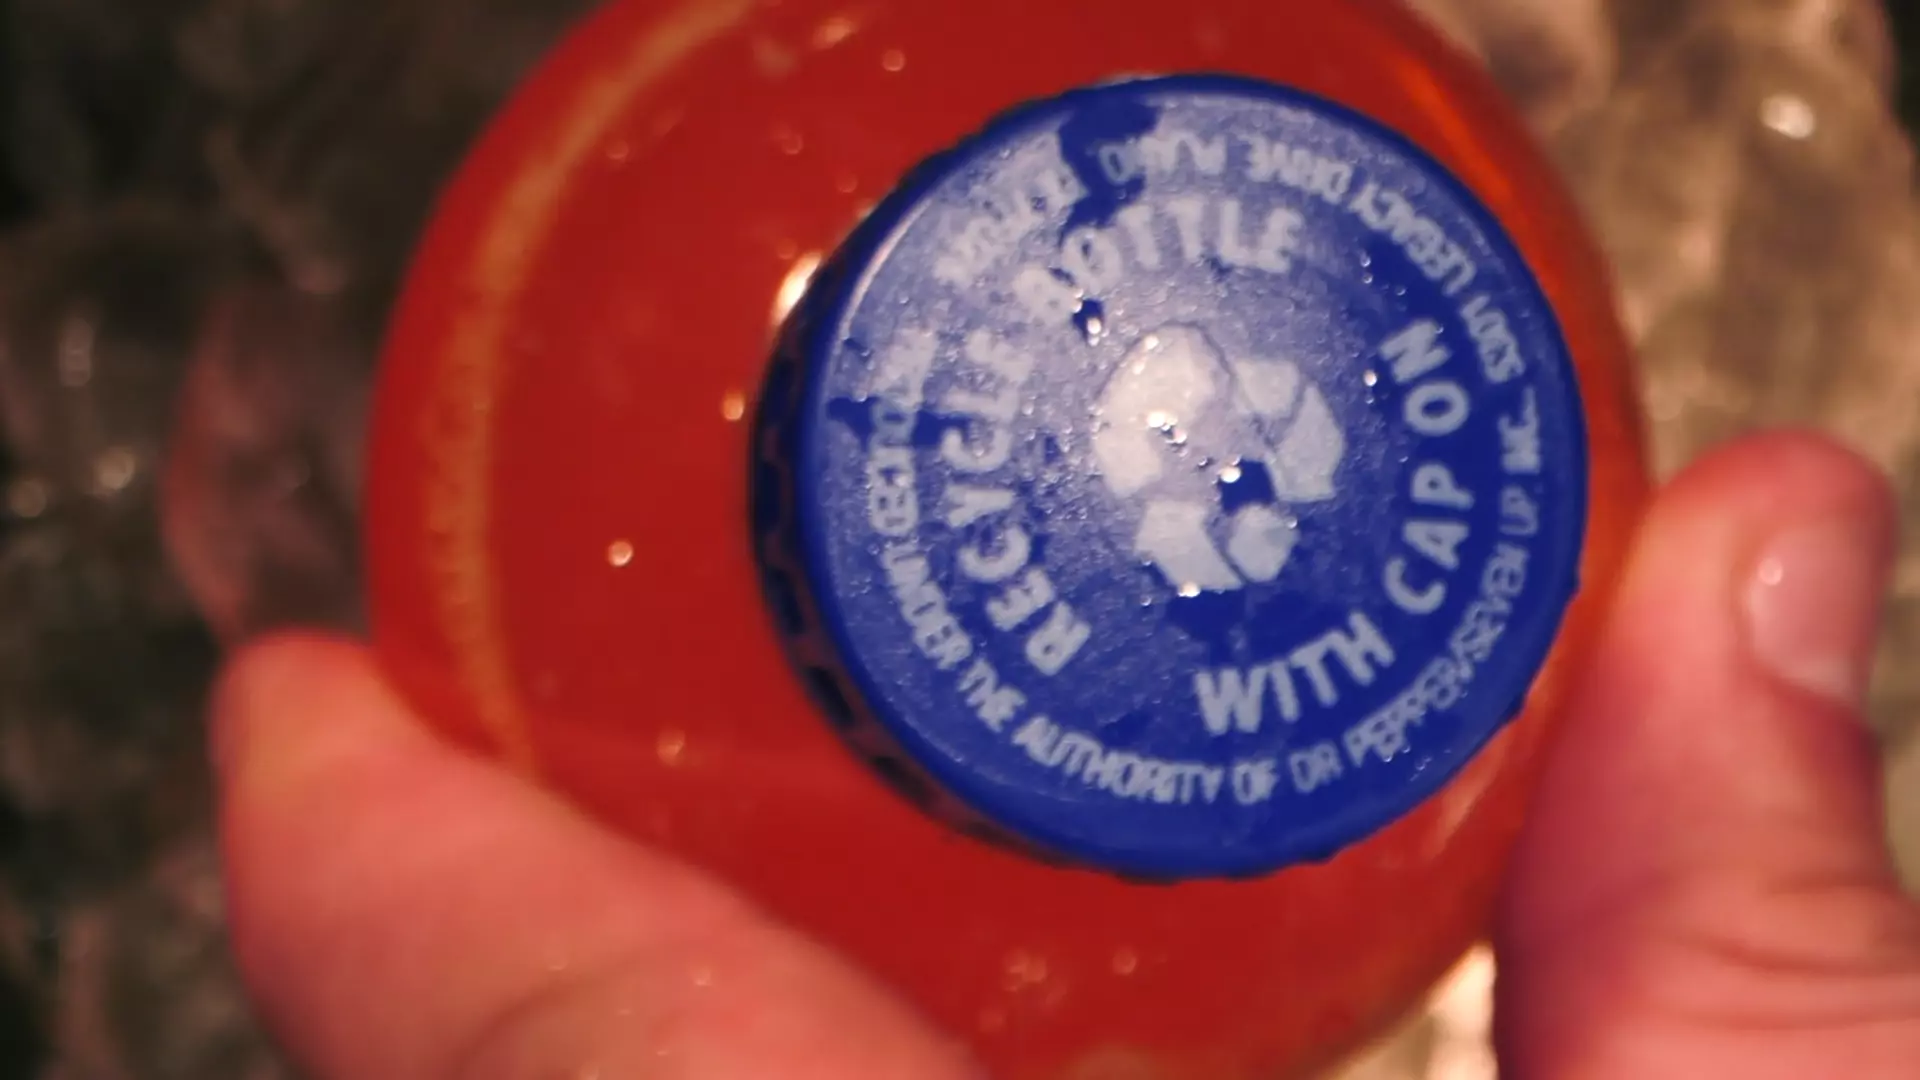 RECYCLE BOTTLE
WITH CAP ON
UNDER THE AUTHORITY OF DR PEPPER/SEVEN UP, INC. 5301 LEGACY DRIVE PLANO